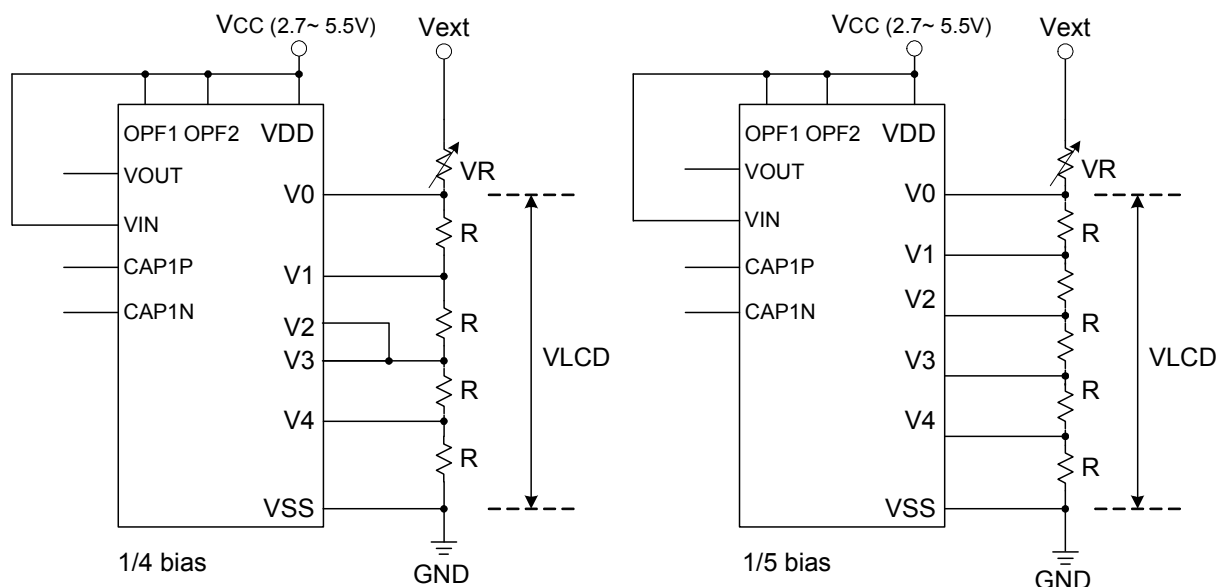 VCC (2.7~ 5.5V)
Vext
OPF1 OPF2 VDD
VOUT
VR
V0
VIN
R
V1
CAP1P
CAP1N
V2
R
V3
VLCD
R
V4
R
VSS
1/4 bias
GND
VCC (2.7~ 5.5V)
Vext
OPF1 OPF2 VDD
VOUT
VR
V0
VIN
R
V1
CAP1P
R
V2
CAP1N
R
V3
VLCD
R
V4
R
VSS
1/5 bias
GND